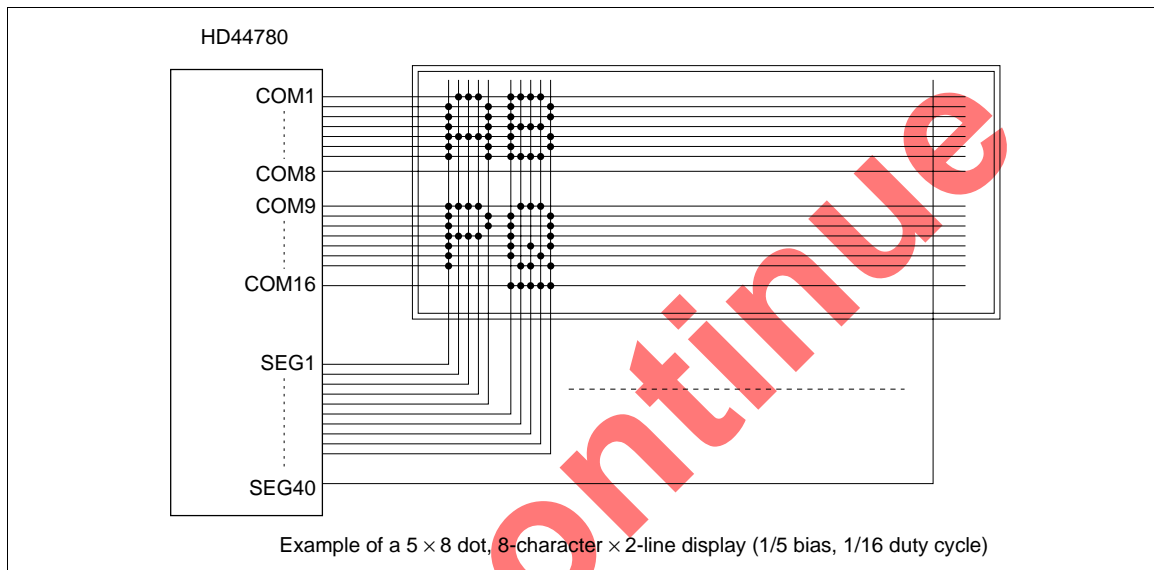 HD44780
COM1
COM8
COM9
COM16
SEG1
SEG40
Example of a 5 × 8 dot, 8-character × 2-line display (1/5 bias, 1/16 duty cycle)
ontinue